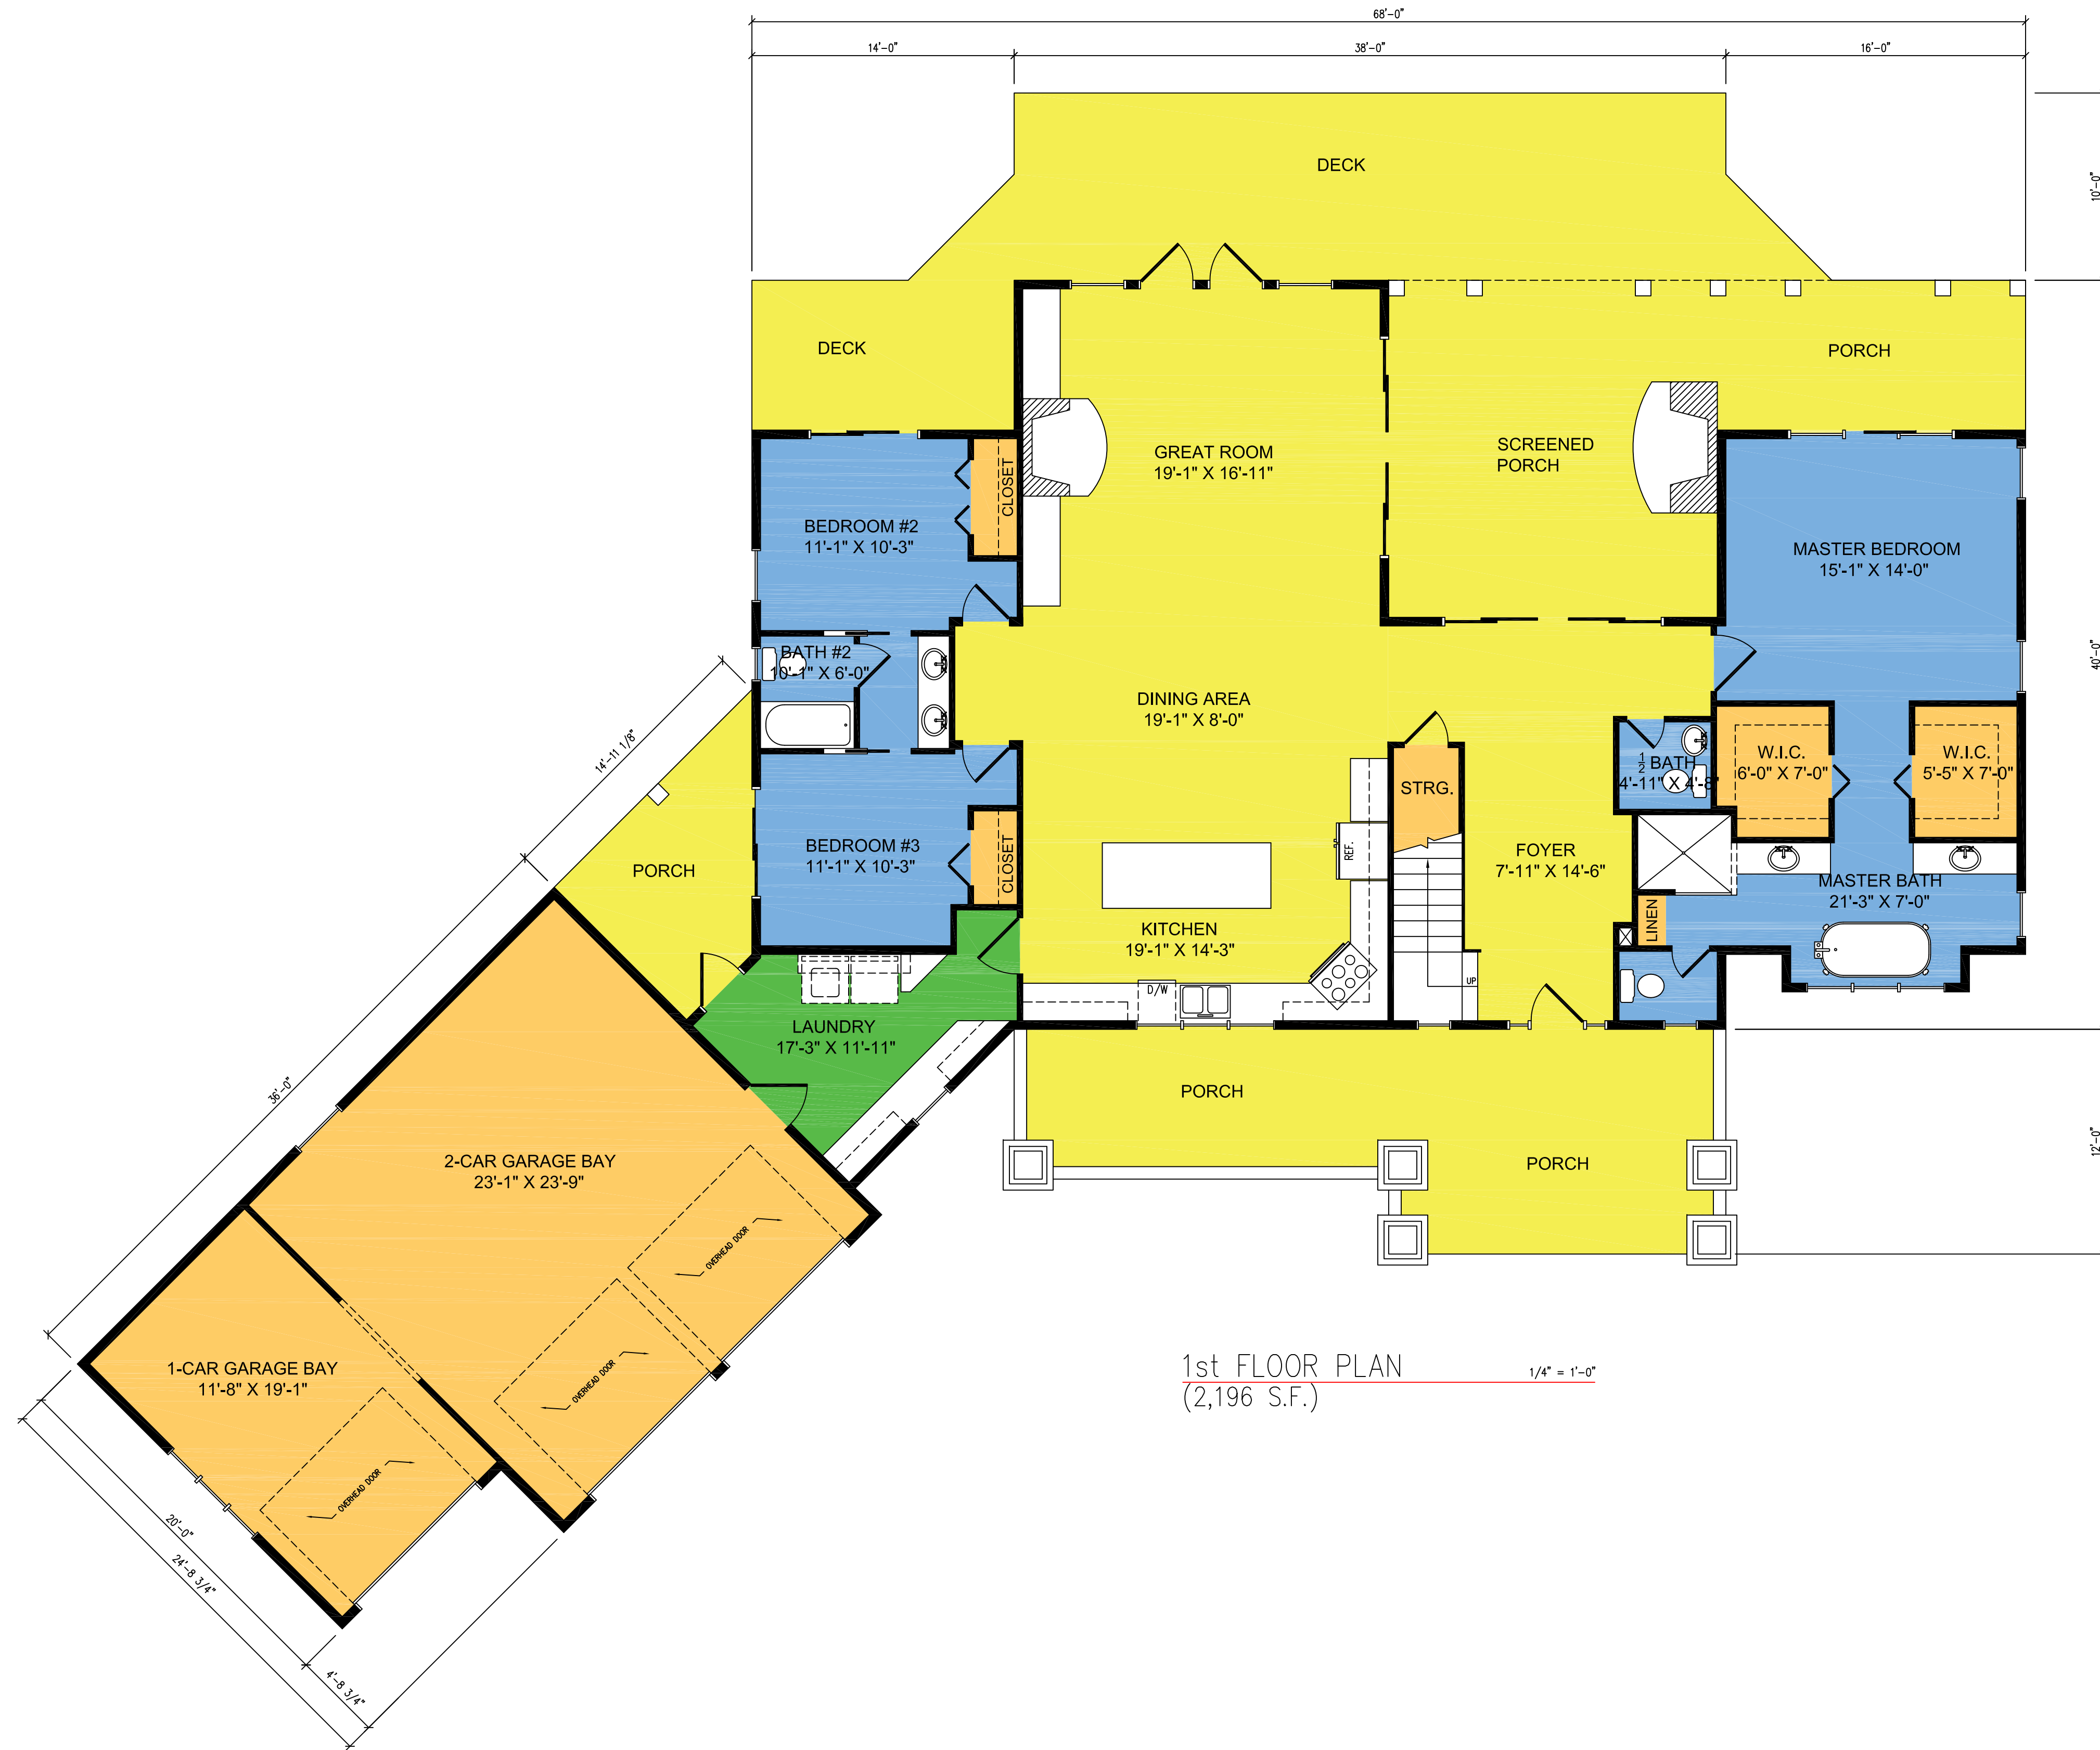 68'-0"
14'-0"
38'-0"
16'-0"
DECK
10'-0"
DECK
PORCH
GREAT ROOM
19'-1" X 16'-11"
SCREENED
PORCH
CLOSET
BEDROOM #2
11'-1" X 10'-3"
MASTER BEDROOM
15'-1" X 14'-0"
BATH #2
10'-1" X 6'-0"
40'-0"
DINING AREA
19'-1" X 8'-0"
14'-11 1/8"
STRG.
1/2 BATH
4'-11" X 4'-8"
W.I.C.
6'-0" X 7'-0"
W.I.C.
5'-5" X 7'-0"
BEDROOM #3
11'-1" X 10'-3"
CLOSET
REF.
FOYER
7'-11" X 14'-6"
PORCH
MASTER BATH
21'-3" X 7'-0"
LINEN
KITCHEN
19'-1" X 14'-3"
UP
D/W
LAUNDRY
17'-3" X 11'-11"
36'-0"
PORCH
12'-0"
2-CAR GARAGE BAY
23'-1" X 23'-9"
PORCH
OVERHEAD DOOR
OVERHEAD DOOR
1-CAR GARAGE BAY
11'-8" X 19'-1"
1st FLOOR PLAN
1/4" = 1'-0"
(2,196 S.F.)
OVERHEAD DOOR
20'-0"
24'-8 3/4"
4'-8 3/4"